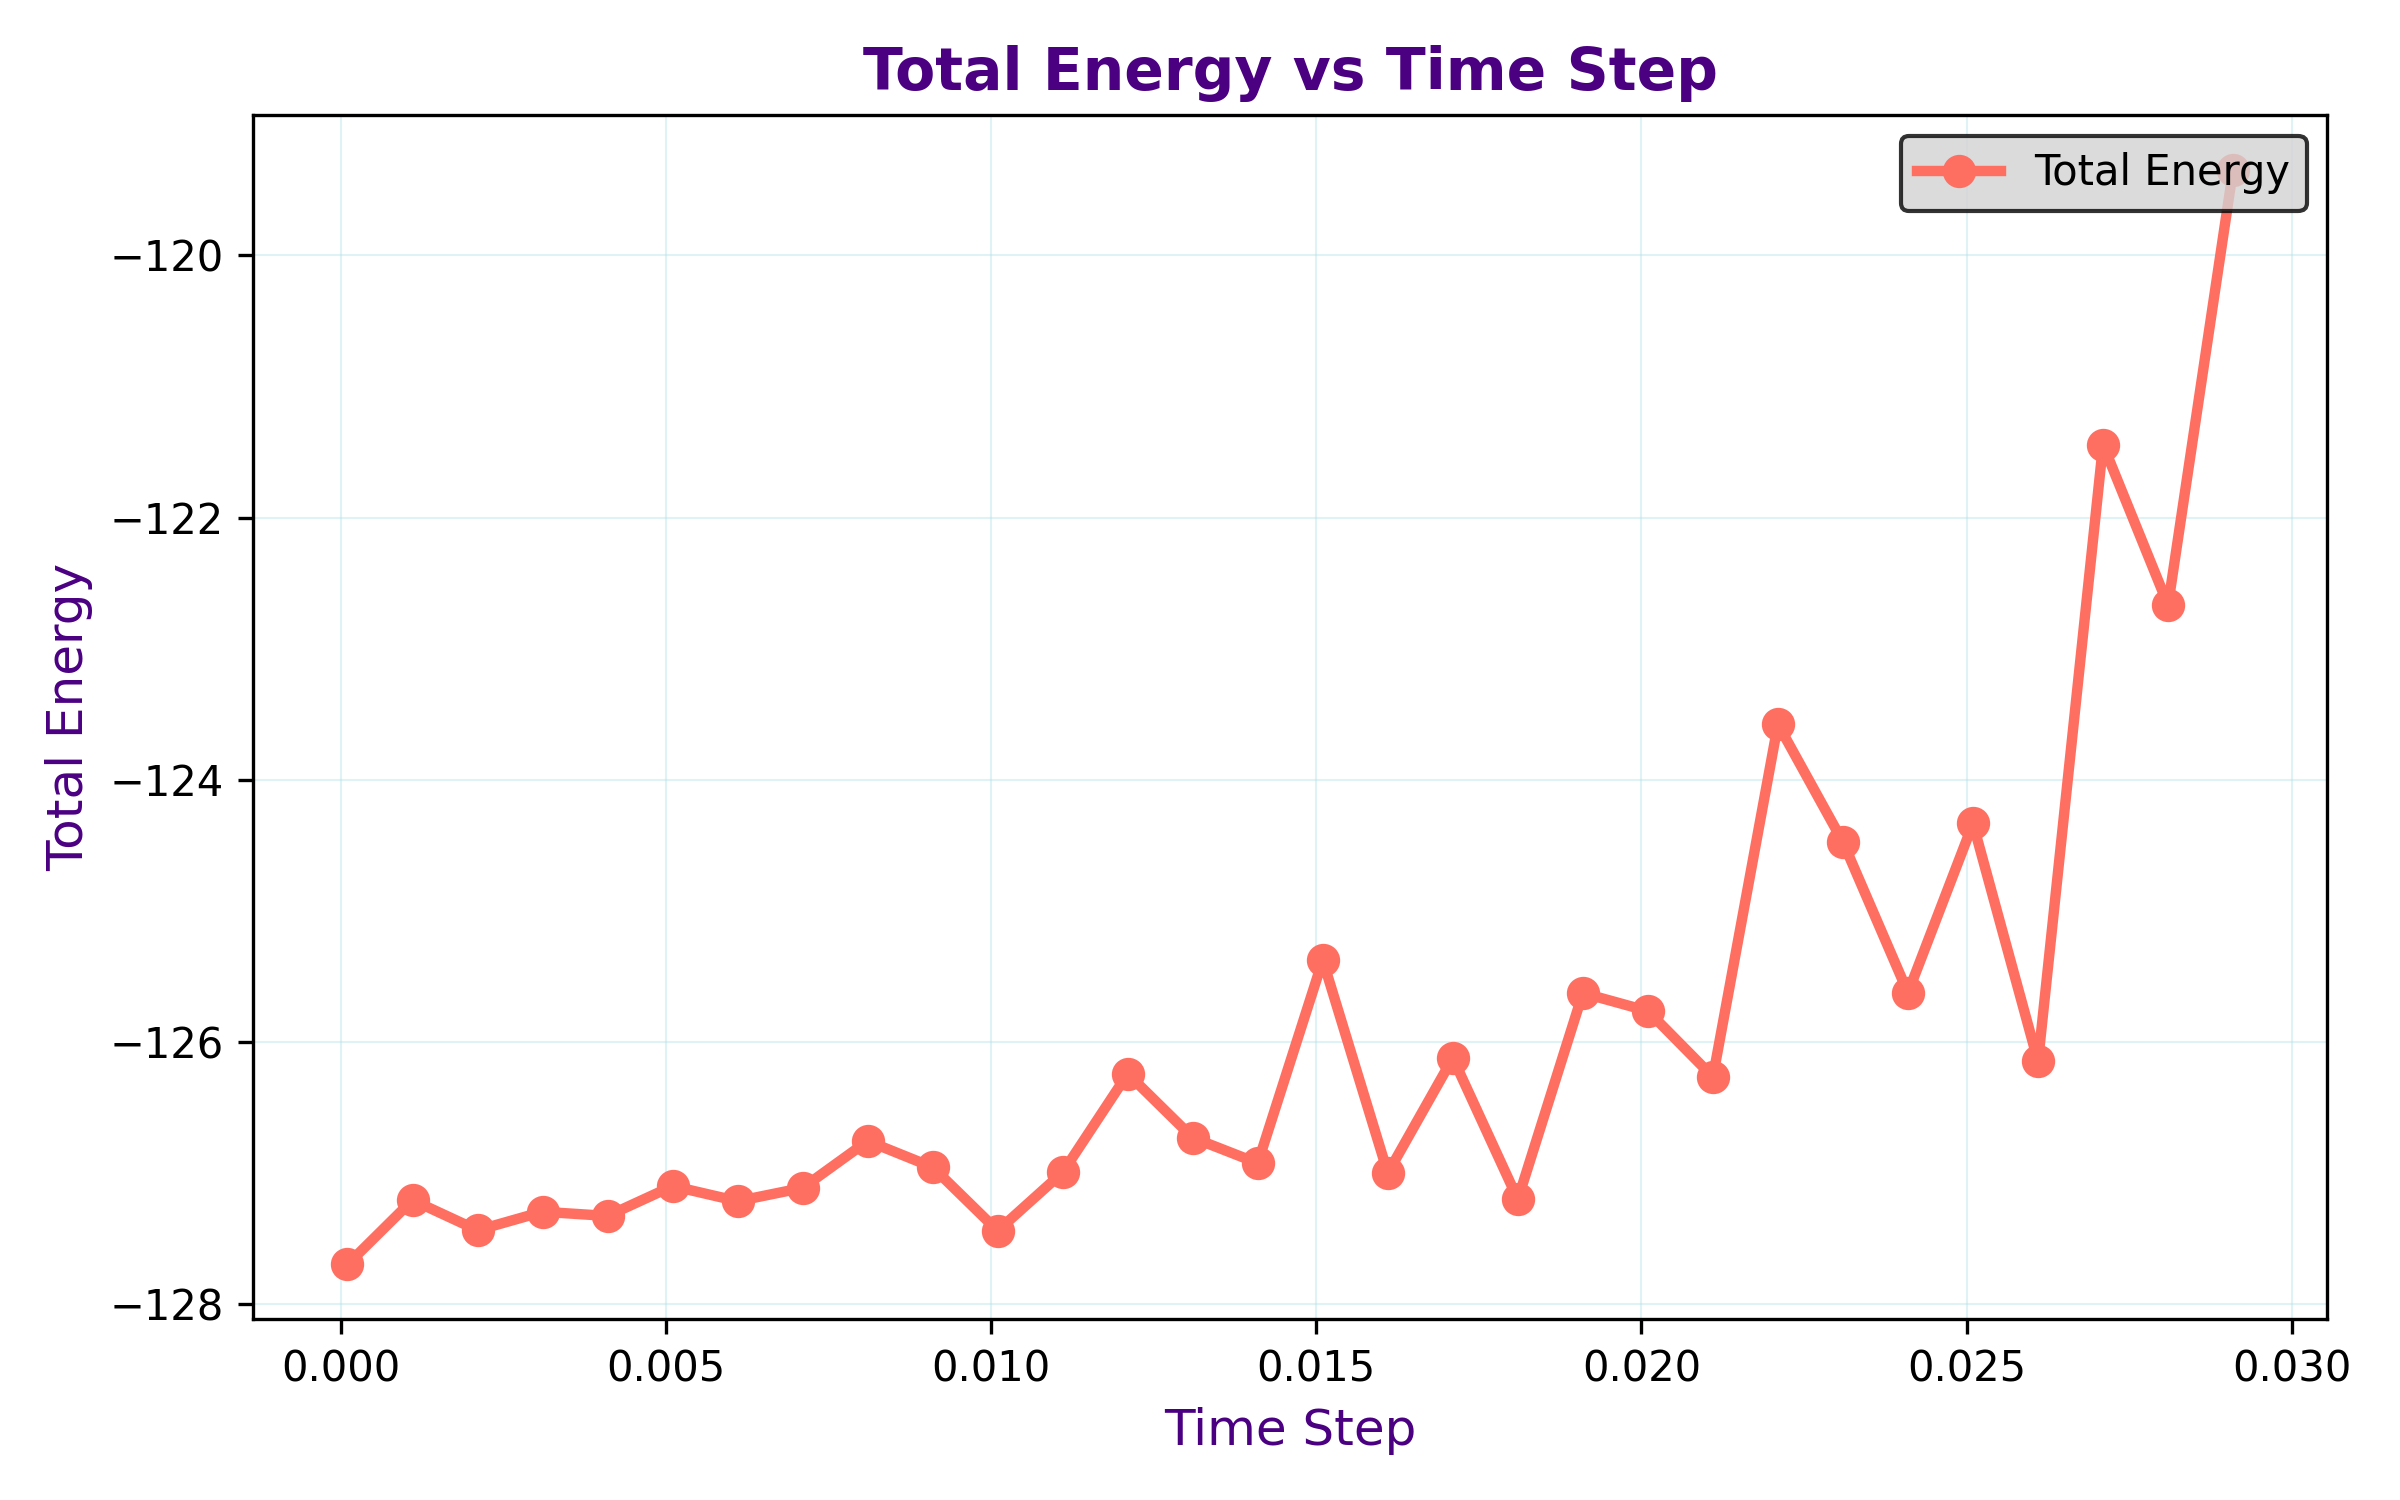 Total Energy vs Time Step
Total Energy
−120
−122
−124
−126
−128
Total Energy
0.000 0.005 0.010 0.015 0.020 0.025 0.030
Time Step